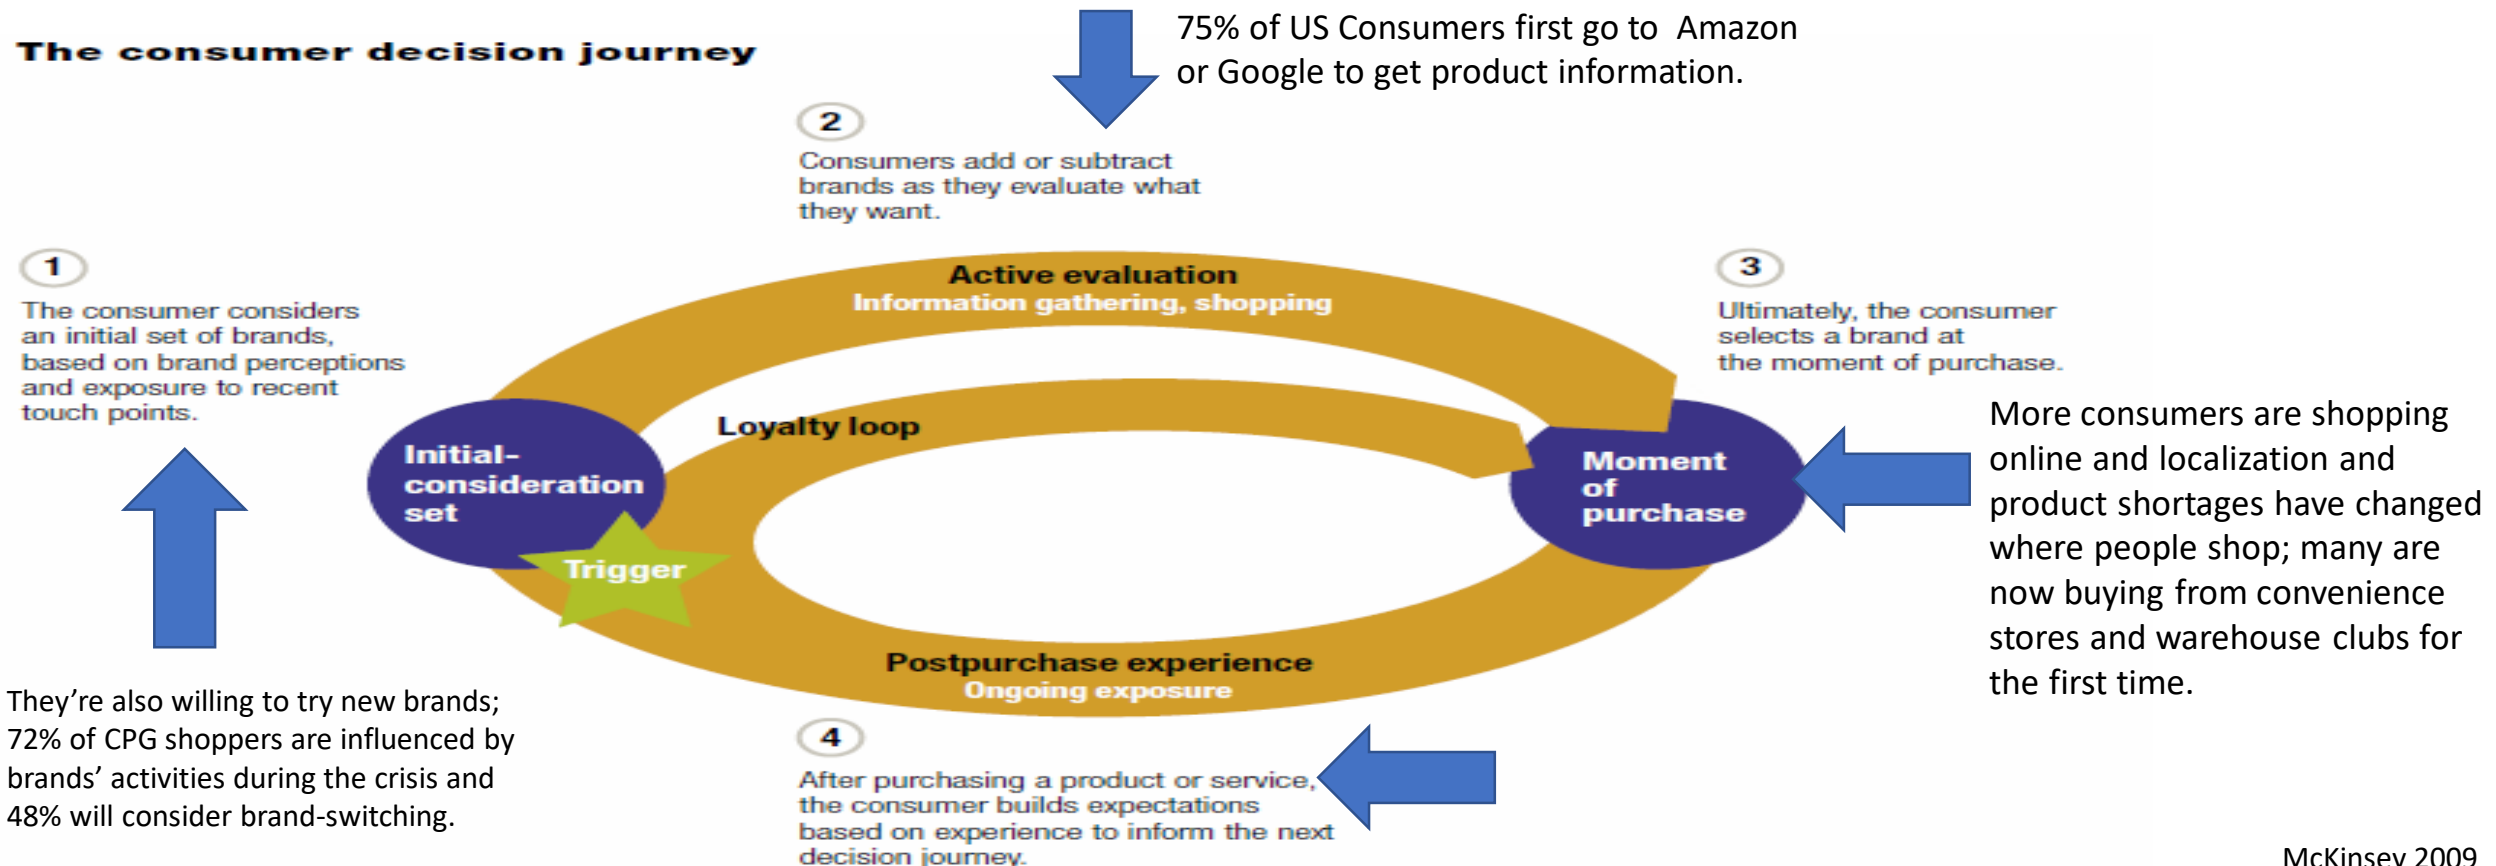 The consumer decision journey
75% of US Consumers first go to Amazon
or Google to get product information.
2
Consumers add or subtract
brands as they evaluate what
they want.
1
The consumer considers
an initial set of brands,
based on brand perceptions
and exposure to recent
touch points.
Active evaluation
Information gathering, shopping
3
Ultimately, the consumer
selects a brand at
the moment of purchase.
Loyalty loop
Initial-
consideration
set
Trigger
Moment
of
purchase
More consumers are shopping
online and localization and
product shortages have changed
where people shop; many are
now buying from convenience
stores and warehouse clubs for
the first time.
Postpurchase experience
Ongoing exposure
They’re also willing to try new brands;
72% of CPG shoppers are influenced by
brands’ activities during the crisis and
48% will consider brand-switching.
4
After purchasing a product or service,
the consumer builds expectations
based on experience to inform the next
decision journey.
McKinsey 2009